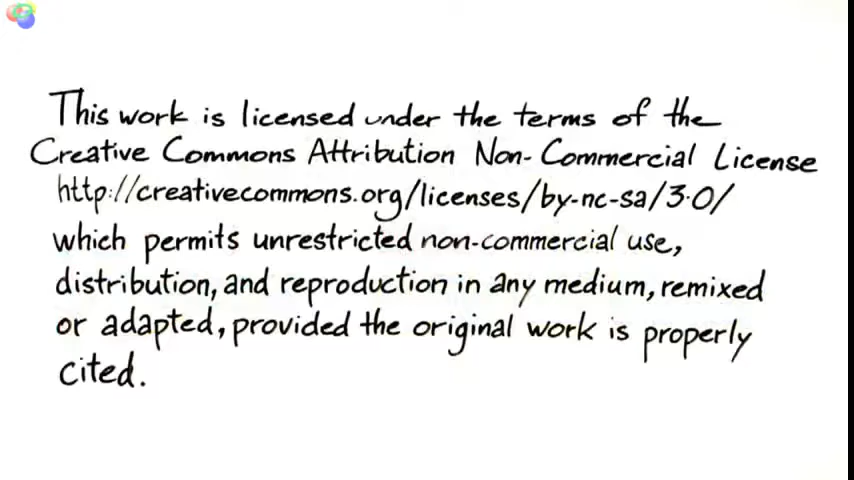 This work is licensed under the terms of the
Creative Commons Attribution Non-Commercial License
http://creativecommons.org/licenses/by-nc-sa/3.0/
which permits unrestricted non-commercial use,
distribution, and reproduction in any medium, remixed
or adapted, provided the original work is properly
cited.